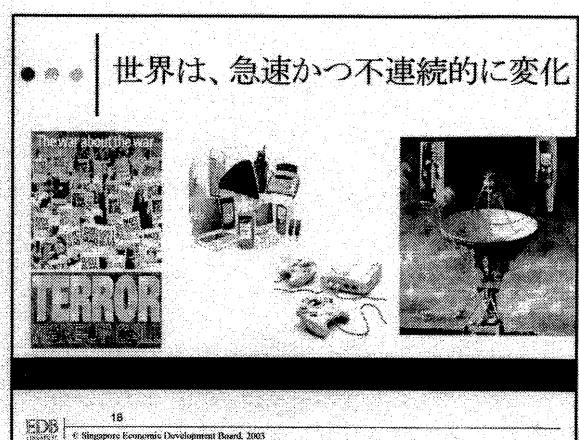 世界は、急速かつ不連続的に変化
The war about the war
TERROR
18
EDB
© Singapore Economic Development Board, 2003